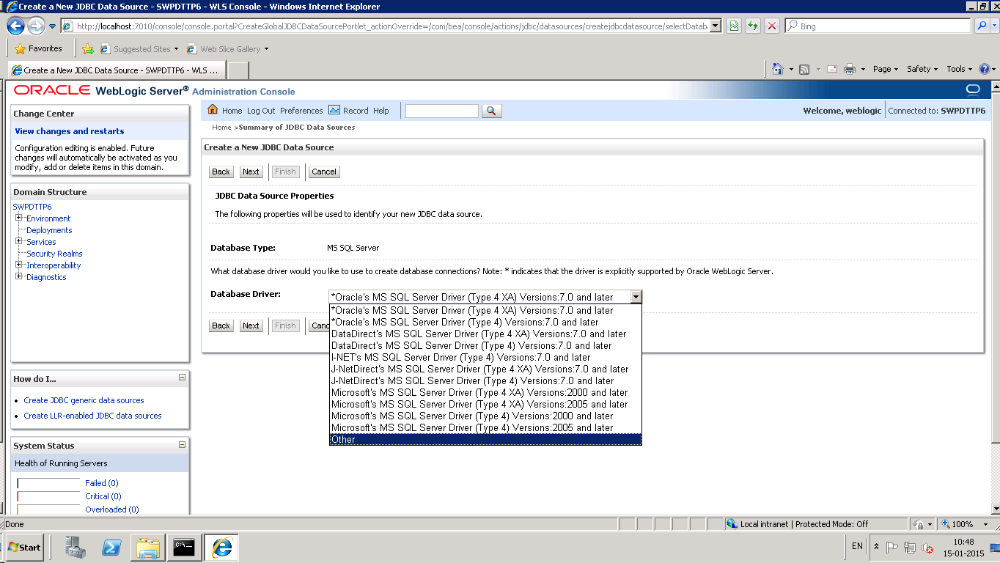 Create a New JDBC Data Source - SWPDTTP6 - WLS Console - Windows Internet Explorer
http://localhost:7010/console/console.portal?CreateGlobalJDBCDataSourcePortlet_actionOverride=/com/bea/console/actions/jdbc/datasources/createjdbcdatasource/selectDatab
Bing
Favorites Suggested Sites Web Slice Gallery
Create a New JDBC Data Source - SWPDTTP6 - WLS ...
Page Safety Tools
ORACLE WebLogic Server® Administration Console
Change Center
View changes and restarts
Configuration editing is enabled. Future
changes will automatically be activated as you
modify, add or delete items in this domain.
Domain Structure
SWPDTTP6
Environment
Deployments
Services
Security Realms
Interoperability
Diagnostics
How do I...
Create JDBC generic data sources
Create LLR-enabled JDBC data sources
System Status
Health of Running Servers
Failed (0)
Critical (0)
Overloaded (0)
Home Log Out Preferences Record Help
Welcome, weblogic Connected to: SWPDTTP6
Home >Summary of JDBC Data Sources
Create a New JDBC Data Source
Back Next Finish Cancel
JDBC Data Source Properties
The following properties will be used to identify your new JDBC data source.
Database Type: MS SQL Server
What database driver would you like to use to create database connections? Note: * indicates that the driver is explicitly supported by Oracle WebLogic Server.
Database Driver: *Oracle's MS SQL Server Driver (Type 4 XA) Versions:7.0 and later
*Oracle's MS SQL Server Driver (Type 4 XA) Versions:7.0 and later
*Oracle's MS SQL Server Driver (Type 4) Versions:7.0 and later
DataDirect's MS SQL Server Driver (Type 4 XA) Versions:7.0 and later
DataDirect's MS SQL Server Driver (Type 4) Versions:7.0 and later
I-NET's MS SQL Server Driver (Type 4) Versions:7.0 and later
J-NetDirect's MS SQL Server Driver (Type 4 XA) Versions:7.0 and later
J-NetDirect's MS SQL Server Driver (Type 4) Versions:7.0 and later
Microsoft's MS SQL Server Driver (Type 4 XA) Versions:2000 and later
Microsoft's MS SQL Server Driver (Type 4 XA) Versions:2005 and later
Microsoft's MS SQL Server Driver (Type 4) Versions:2000 and later
Microsoft's MS SQL Server Driver (Type 4) Versions:2005 and later
Other
Back Next Finish Canc
Done
Local intranet | Protected Mode: Off
100%
Start
C:\.
EN
10:48
15-01-2015